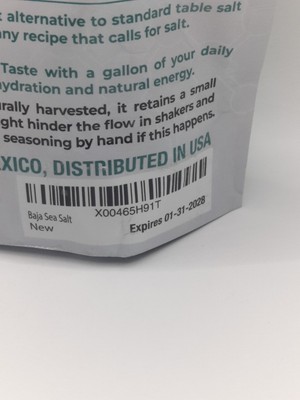 t alternative to standard table salt
any recipe that calls for salt.
Taste with a gallon of your daily
hydration and natural energy.
rally harvested, it retains a small
ght hinder the flow in shakers and
seasoning by hand if this happens.
EXICO, DISTRIBUTED IN USA
X00465H91T
Baja Sea Salt
New
Expires 01-31-2028